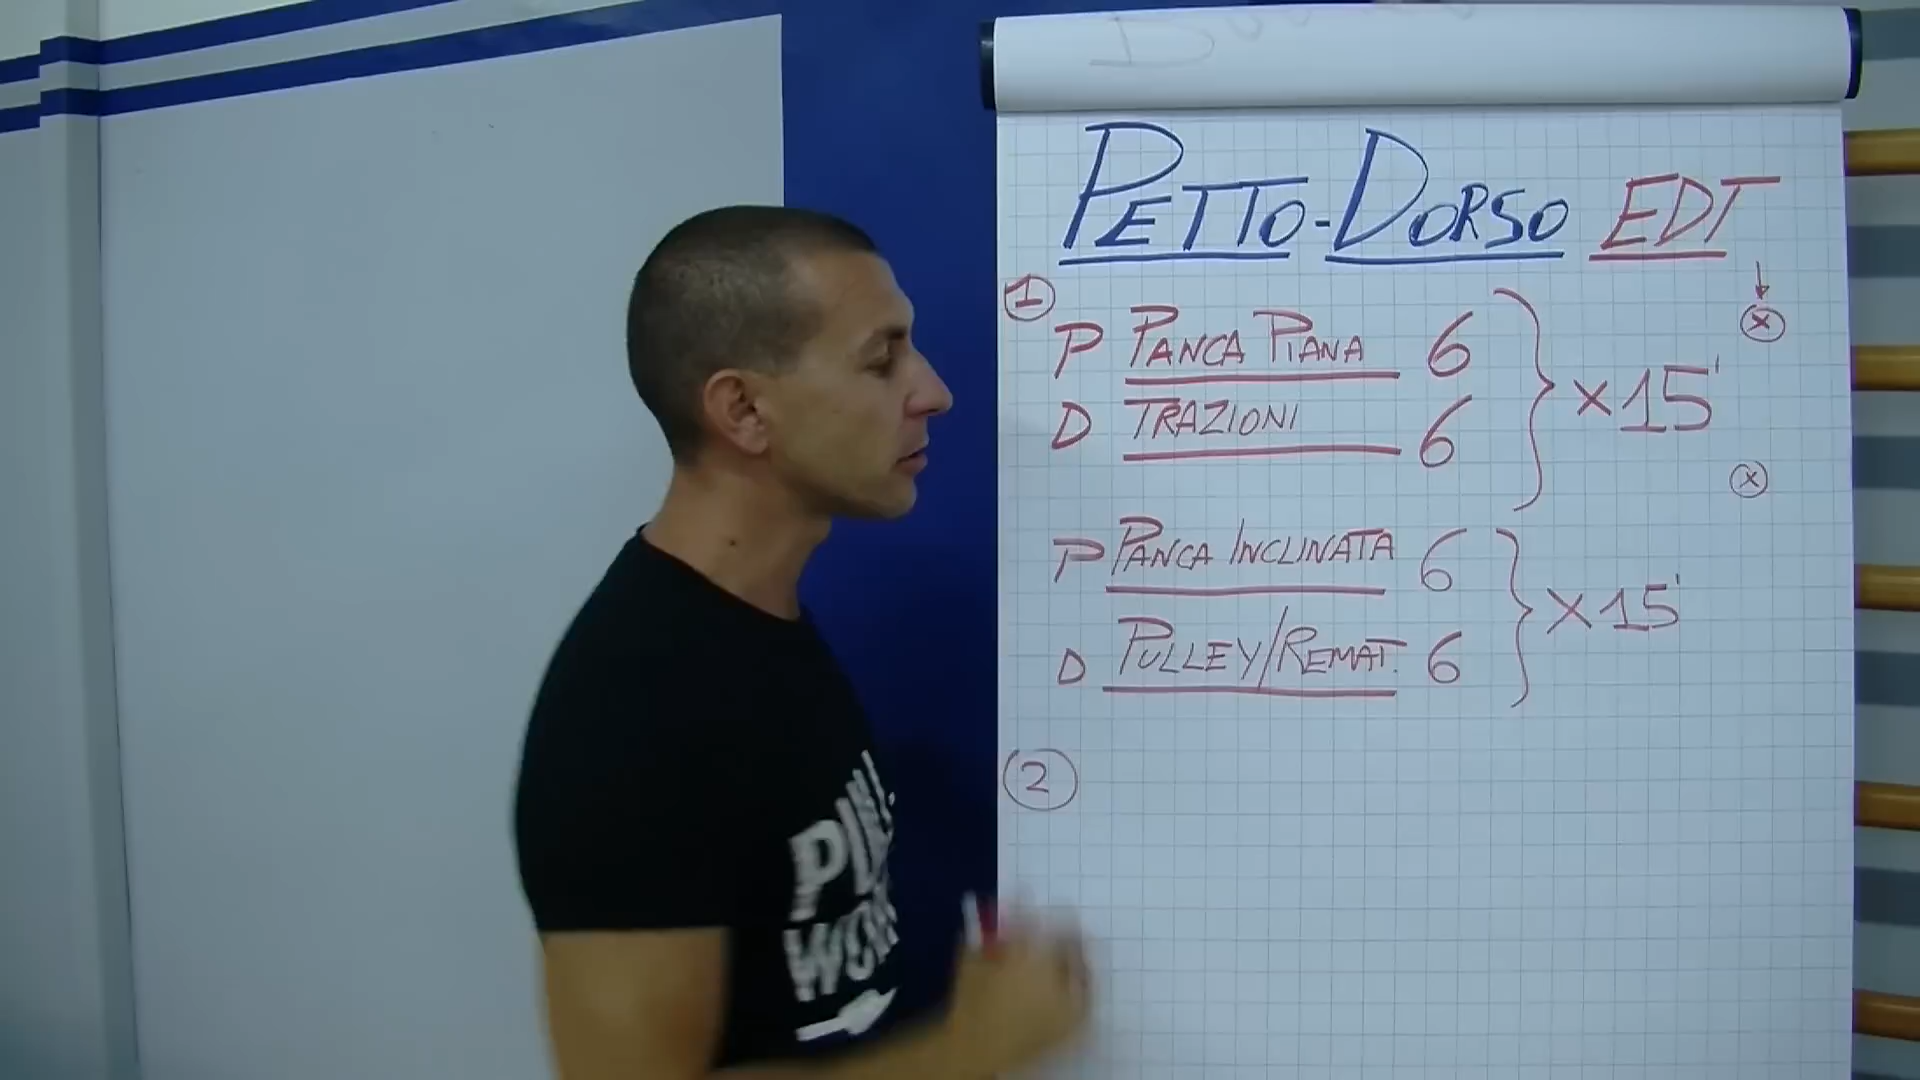 PETTO-DORSO EDT
1
P PANCA PIANA 6
D TRAZIONI 6
x 15'
x
x
P PANCA INCLINATA 6
D PULLEY/REMAT. 6
x 15'
2